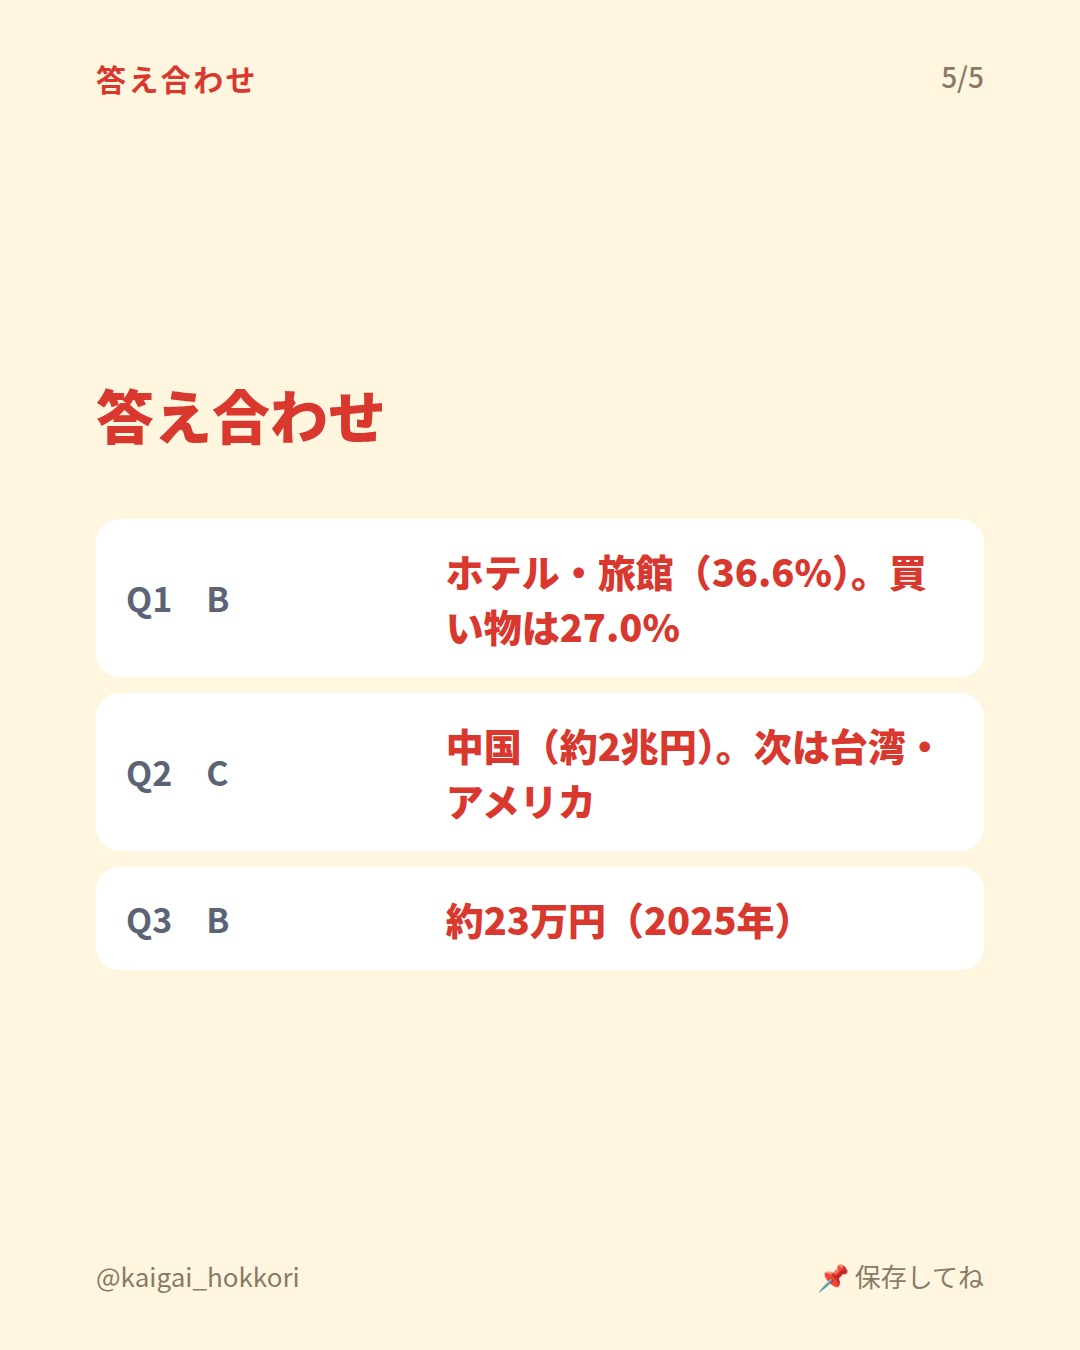 答え合わせ
5/5
答え合わせ
Q1　B
ホテル・旅館（36.6%）。買
い物は27.0%
Q2　C
中国（約2兆円）。次は台湾・
アメリカ
Q3　B
約23万円（2025年）
@kaigai_hokkori
📌 保存してね